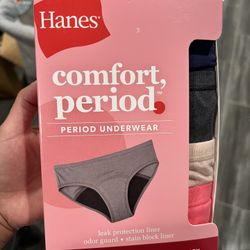 Hanes
comfort,
period.
PERIOD UNDERWEAR
leak protection liner
odor guard • stain block liner